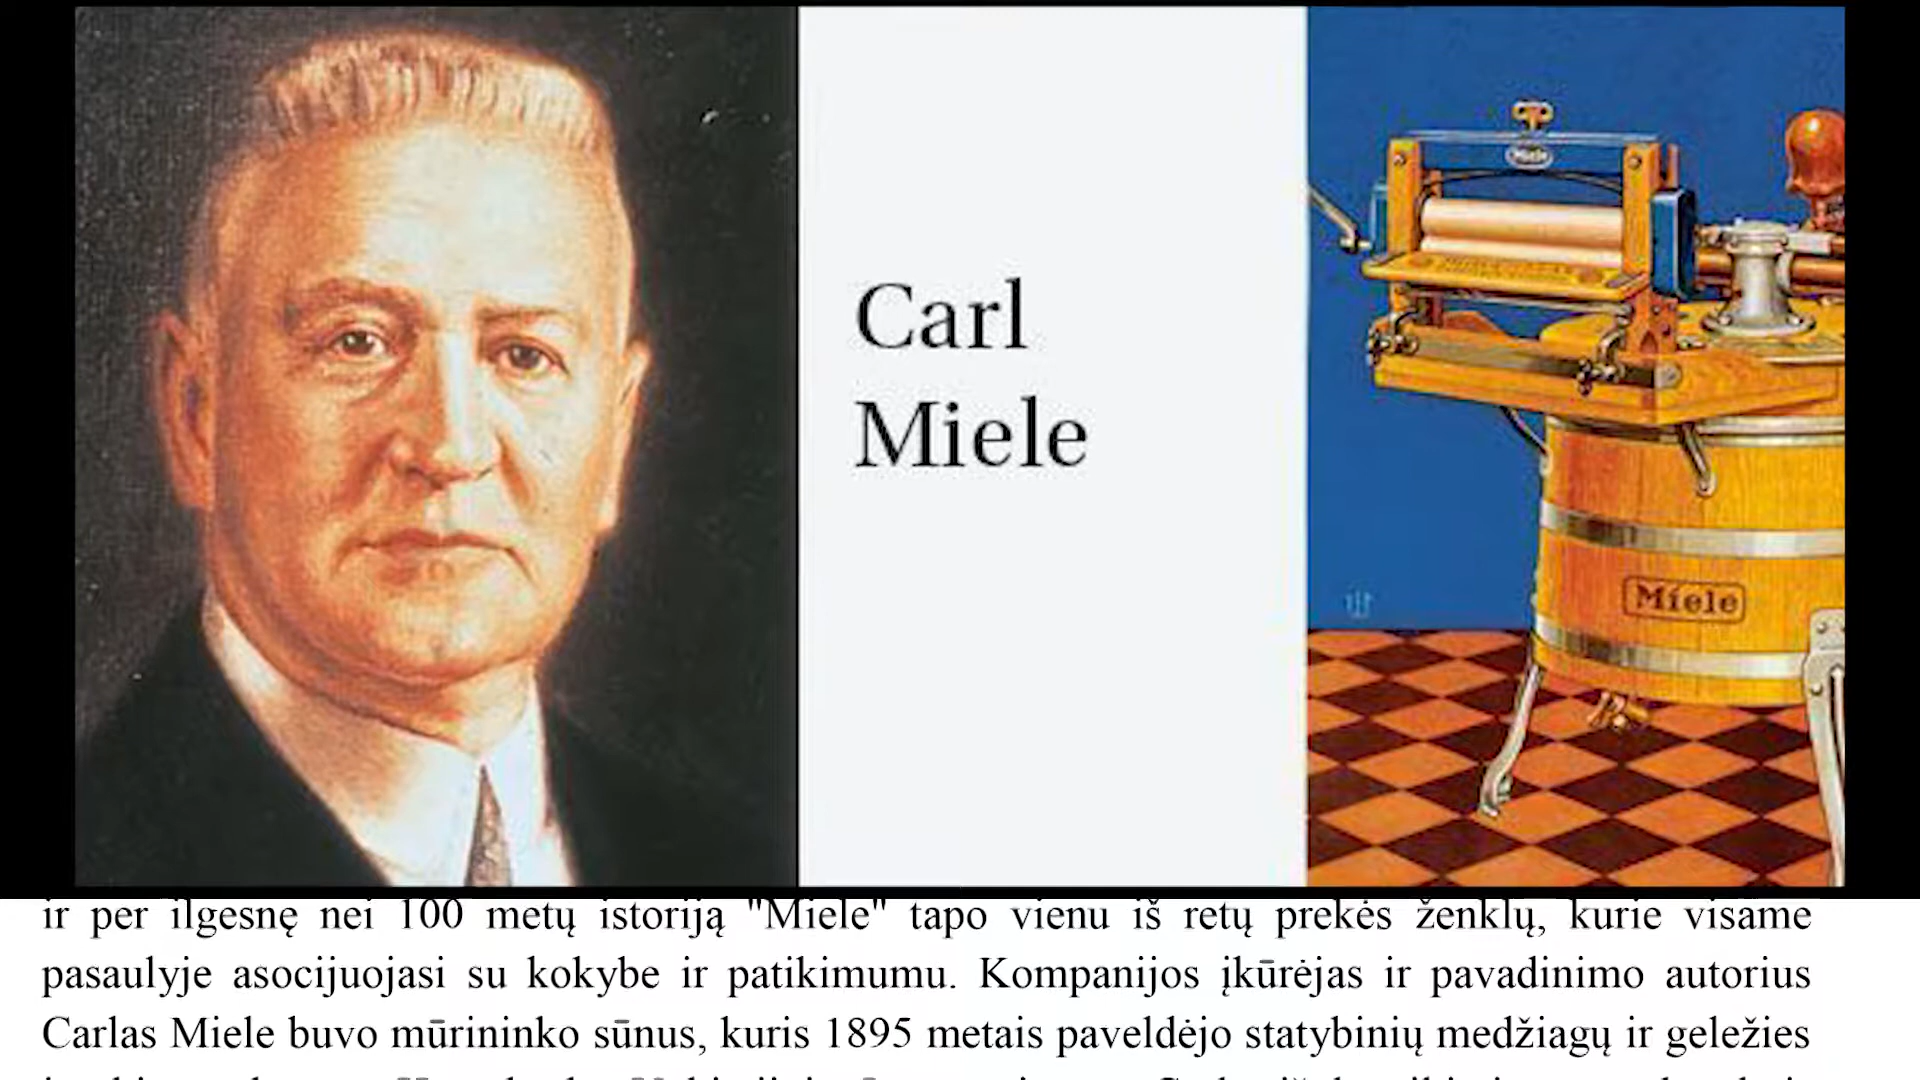 Carl
Miele
Miele
Miele
ir per ilgesnę nei 100 metų istoriją "Miele" tapo vienu iš retų prekės ženklų, kurie visame
pasaulyje asocijuojasi su kokybe ir patikimumu. Kompanijos įkūrėjas ir pavadinimo autorius
Carlas Miele buvo mūrininko sūnus, kuris 1895 metais paveldėjo statybinių medžiagų ir geležies